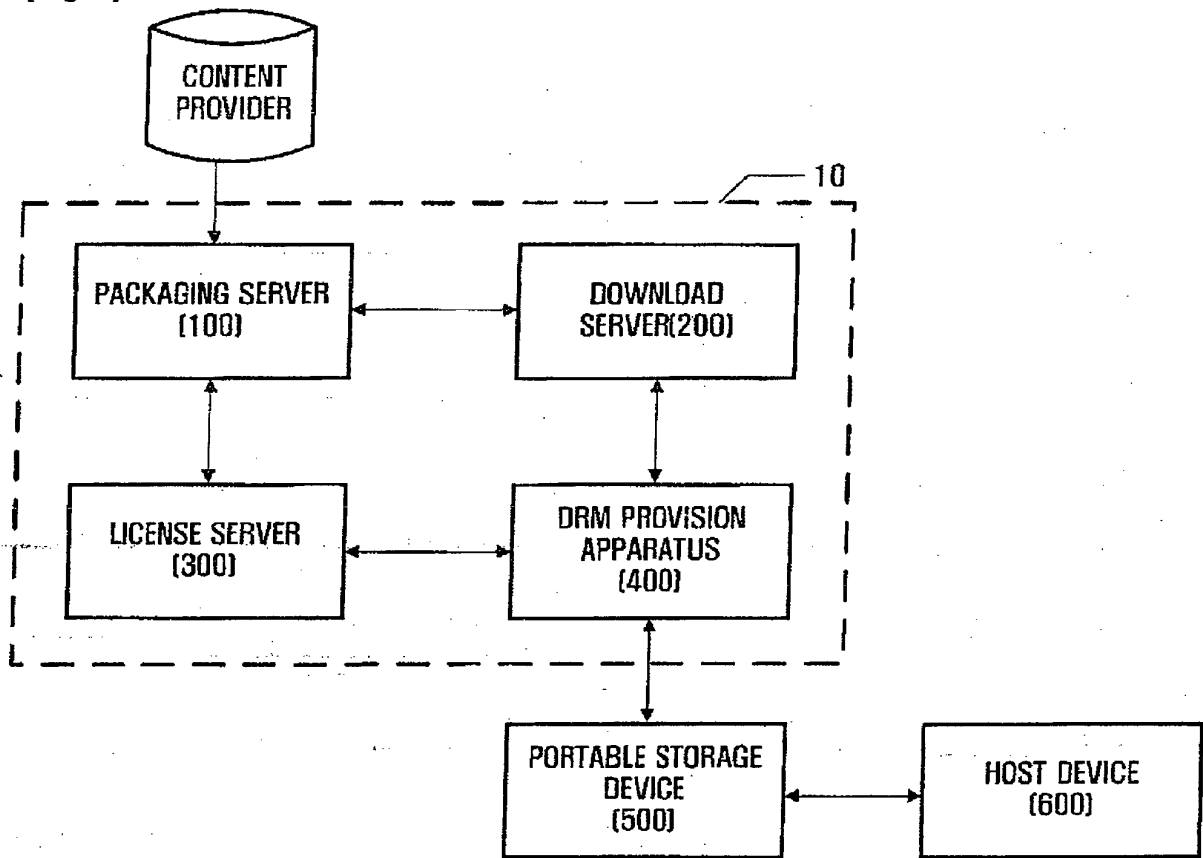 CONTENT
PROVIDER
10
PACKAGING SERVER
(100)
DOWNLOAD
SERVER(200)
LICENSE SERVER
(300)
DRM PROVISION
APPARATUS
(400)
PORTABLE STORAGE
DEVICE
(500)
HOST DEVICE
(600)